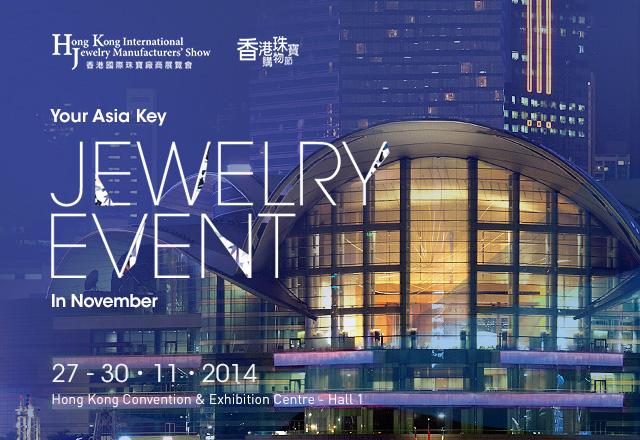 Hong Kong International
Jewelry Manufacturers' Show
香港國際珠寶廠商展覽會
香港珠寶
購物節
Your Asia Key
JEWELRY
EVENT
In November
27 - 30 • 11 • 2014
Hong Kong Convention & Exhibition Centre - Hall 1